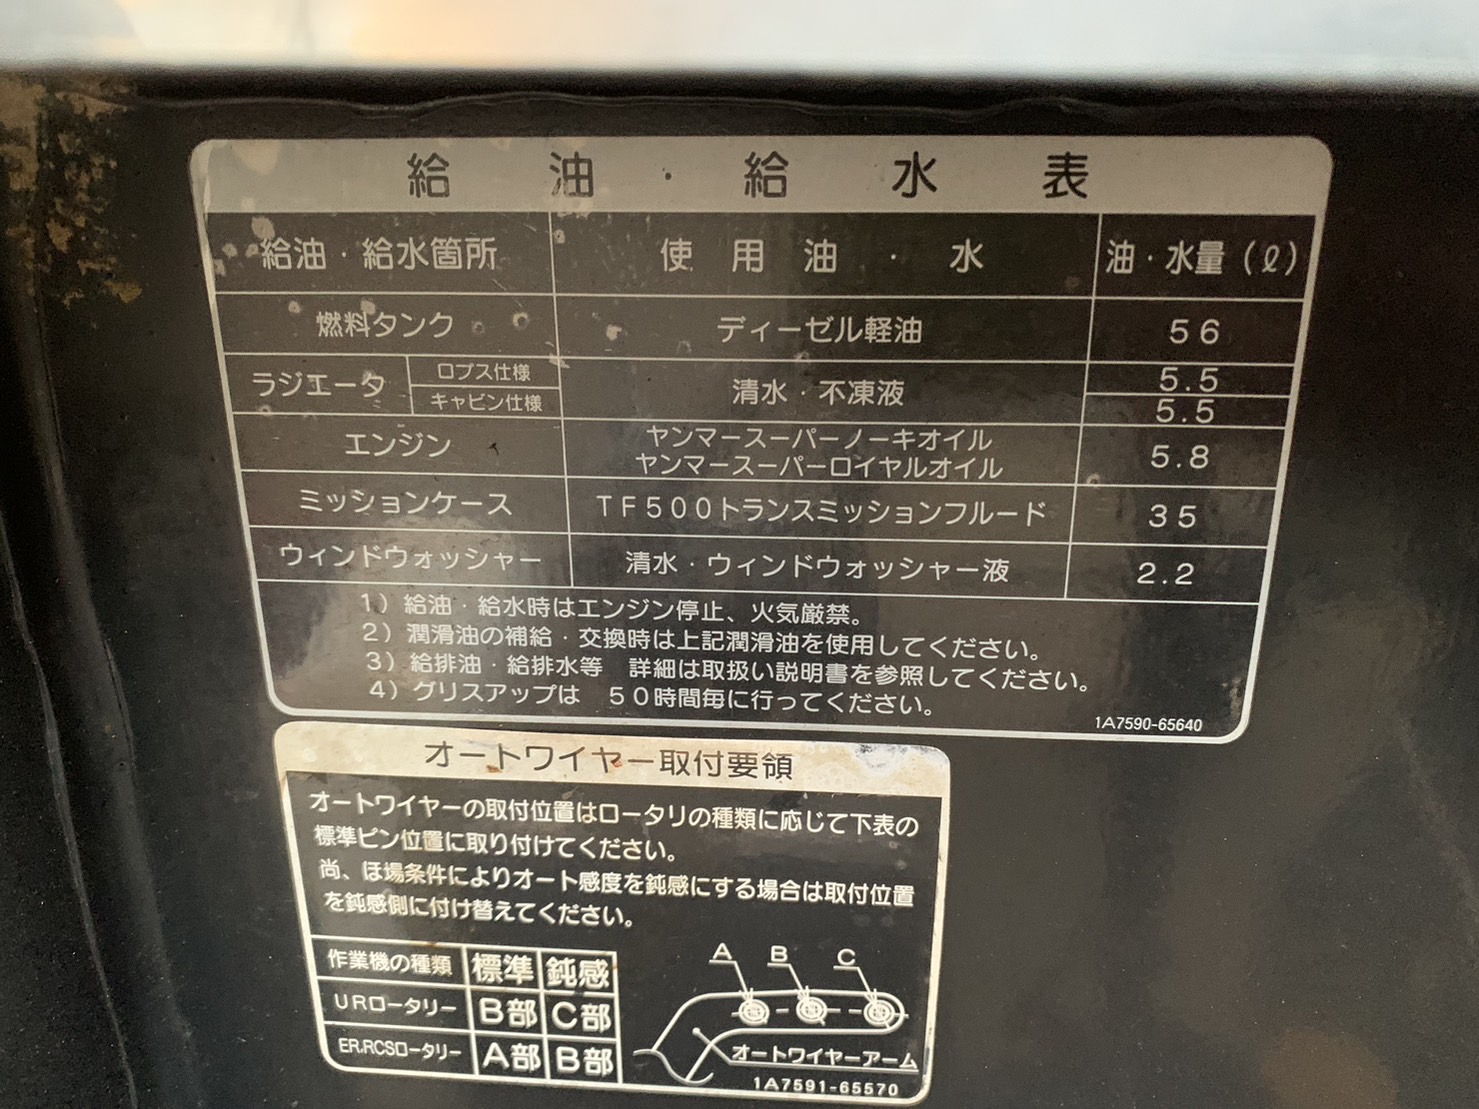 給油・給水表
給油・給水箇所 使用油・水 油・水量(ℓ)
燃料タンク ディーゼル軽油 56
ラジエータ ロプス仕様 清水・不凍液 5.5
キャビン仕様 5.5
エンジン ヤンマースーパーノーキオイル 5.8
ヤンマースーパーロイヤルオイル
ミッションケース TF500トランスミッションフルード 35
ウィンドウォッシャー 清水・ウィンドウォッシャー液 2.2
1)給油・給水時はエンジン停止、火気厳禁。
2)潤滑油の補給・交換時は上記潤滑油を使用してください。
3)給排油・給排水等 詳細は取扱い説明書を参照してください。
4)グリスアップは 50時間毎に行ってください。
1A7590-65640
オートワイヤー取付要領
オートワイヤーの取付位置はロータリの種類に応じて下表の
標準ピン位置に取り付けてください。
尚、ほ場条件によりオート感度を鈍感にする場合は取付位置
を鈍感側に付け替えてください。
作業機の種類 標準 鈍感
URロータリー B部 C部
ER,RCSロータリー A部 B部
A B C
オートワイヤーアーム
1A7591-65570